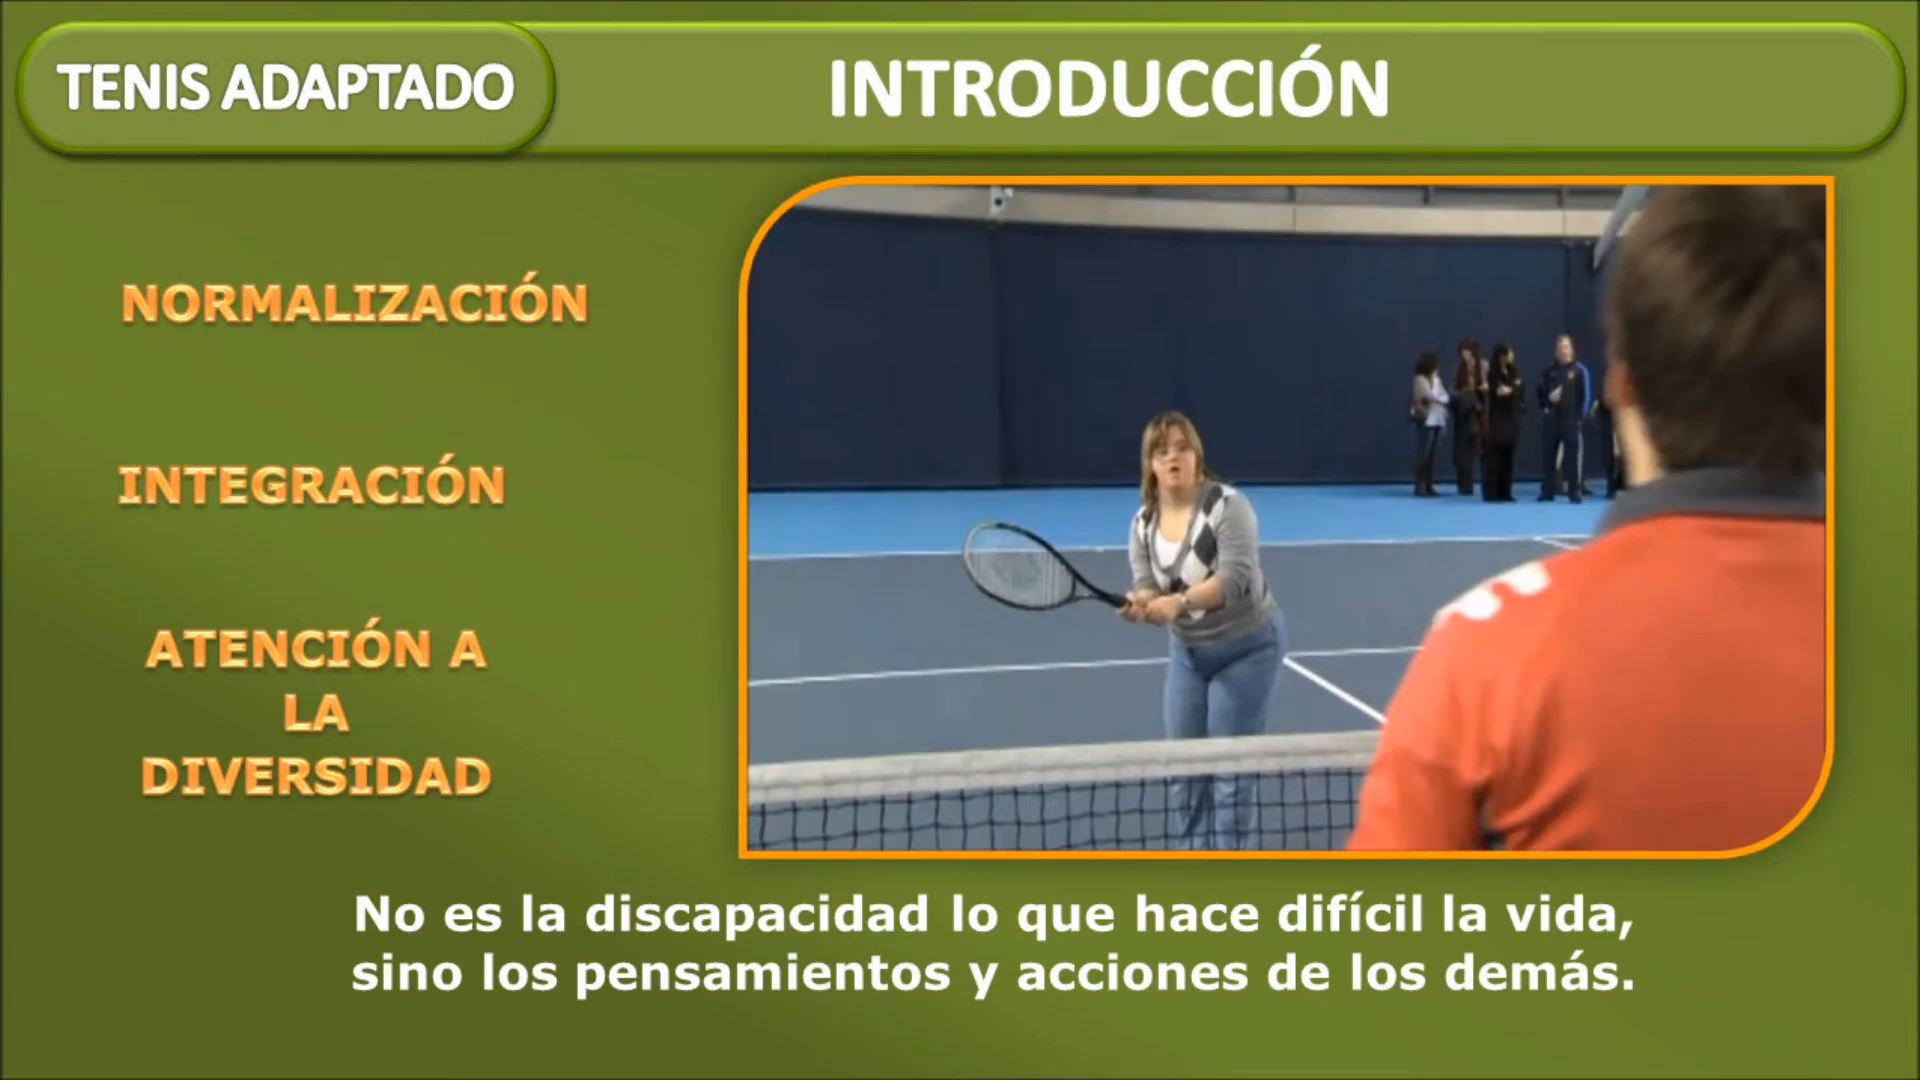 TENIS ADAPTADO
INTRODUCCIÓN
NORMALIZACIÓN
INTEGRACIÓN
ATENCIÓN A
LA
DIVERSIDAD
No es la discapacidad lo que hace difícil la vida,
sino los pensamientos y acciones de los demás.